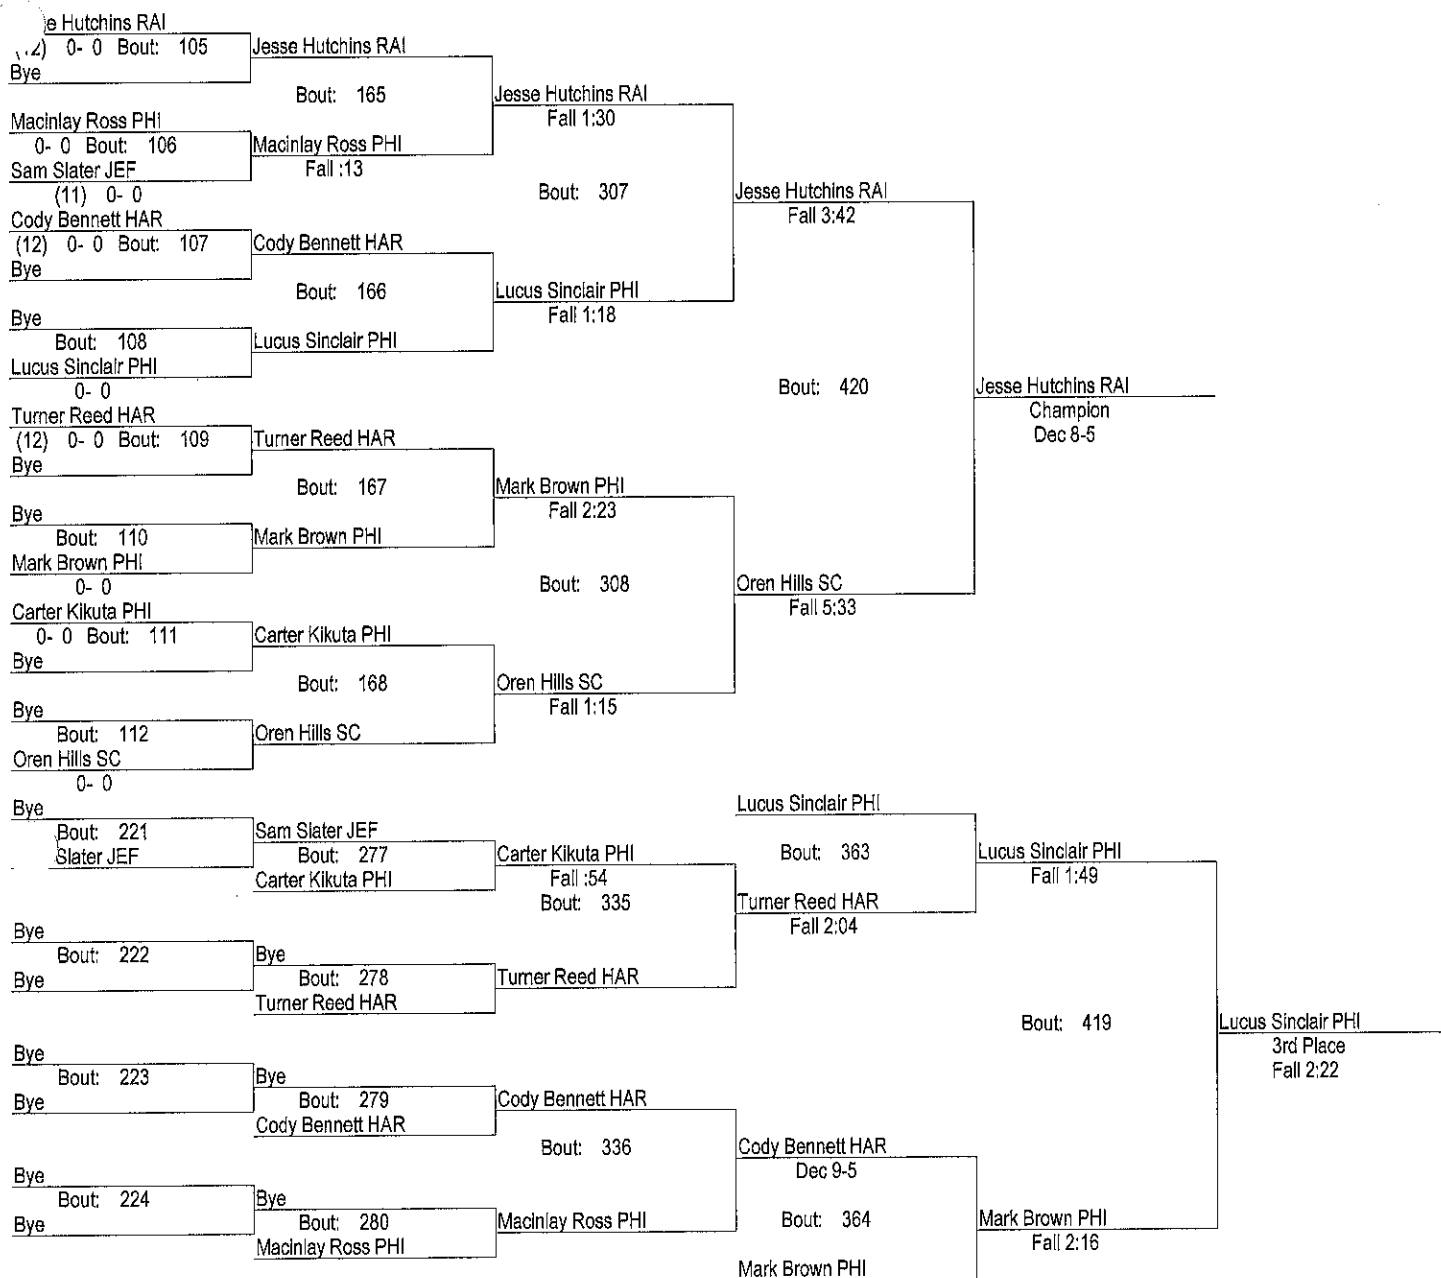 e Hutchins RAI
0- 0 Bout: 105
Jesse Hutchins RAI
Bye
Bout: 165
Jesse Hutchins RAI
Fall 1:30
Macinlay Ross PHI
0- 0 Bout: 106
Macinlay Ross PHI
Sam Slater JEF
Fall :13
(11) 0- 0
Bout: 307
Jesse Hutchins RAI
Fall 3:42
Cody Bennett HAR
(12) 0- 0 Bout: 107
Cody Bennett HAR
Bye
Bout: 166
Lucus Sinclair PHI
Fall 1:18
Bye
Bout: 108
Lucus Sinclair PHI
Lucus Sinclair PHI
0- 0
Bout: 420
Jesse Hutchins RAI
Champion
Dec 8-5
Turner Reed HAR
(12) 0- 0 Bout: 109
Turner Reed HAR
Bye
Bout: 167
Mark Brown PHI
Fall 2:23
Bye
Bout: 110
Mark Brown PHI
Mark Brown PHI
0- 0
Bout: 308
Oren Hills SC
Fall 5:33
Carter Kikuta PHI
0- 0 Bout: 111
Carter Kikuta PHI
Bye
Bout: 168
Oren Hills SC
Fall 1:15
Bye
Bout: 112
Oren Hills SC
Oren Hills SC
0- 0
Bye
Lucus Sinclair PHI
Bout: 221
Sam Slater JEF
Slater JEF
Bout: 277
Carter Kikuta PHI
Bout: 363
Lucus Sinclair PHI
Carter Kikuta PHI
Fall :54
Fall 1:49
Bout: 335
Turner Reed HAR
Fall 2:04
Bye
Bout: 222
Bye
Bye
Bout: 278
Turner Reed HAR
Turner Reed HAR
Bout: 419
Lucus Sinclair PHI
3rd Place
Fall 2:22
Bye
Bout: 223
Bye
Bye
Bout: 279
Cody Bennett HAR
Cody Bennett HAR
Bout: 336
Cody Bennett HAR
Dec 9-5
Bye
Bout: 224
Bye
Bye
Bout: 280
Macinlay Ross PHI
Bout: 364
Mark Brown PHI
Macinlay Ross PHI
Fall 2:16
Mark Brown PHI